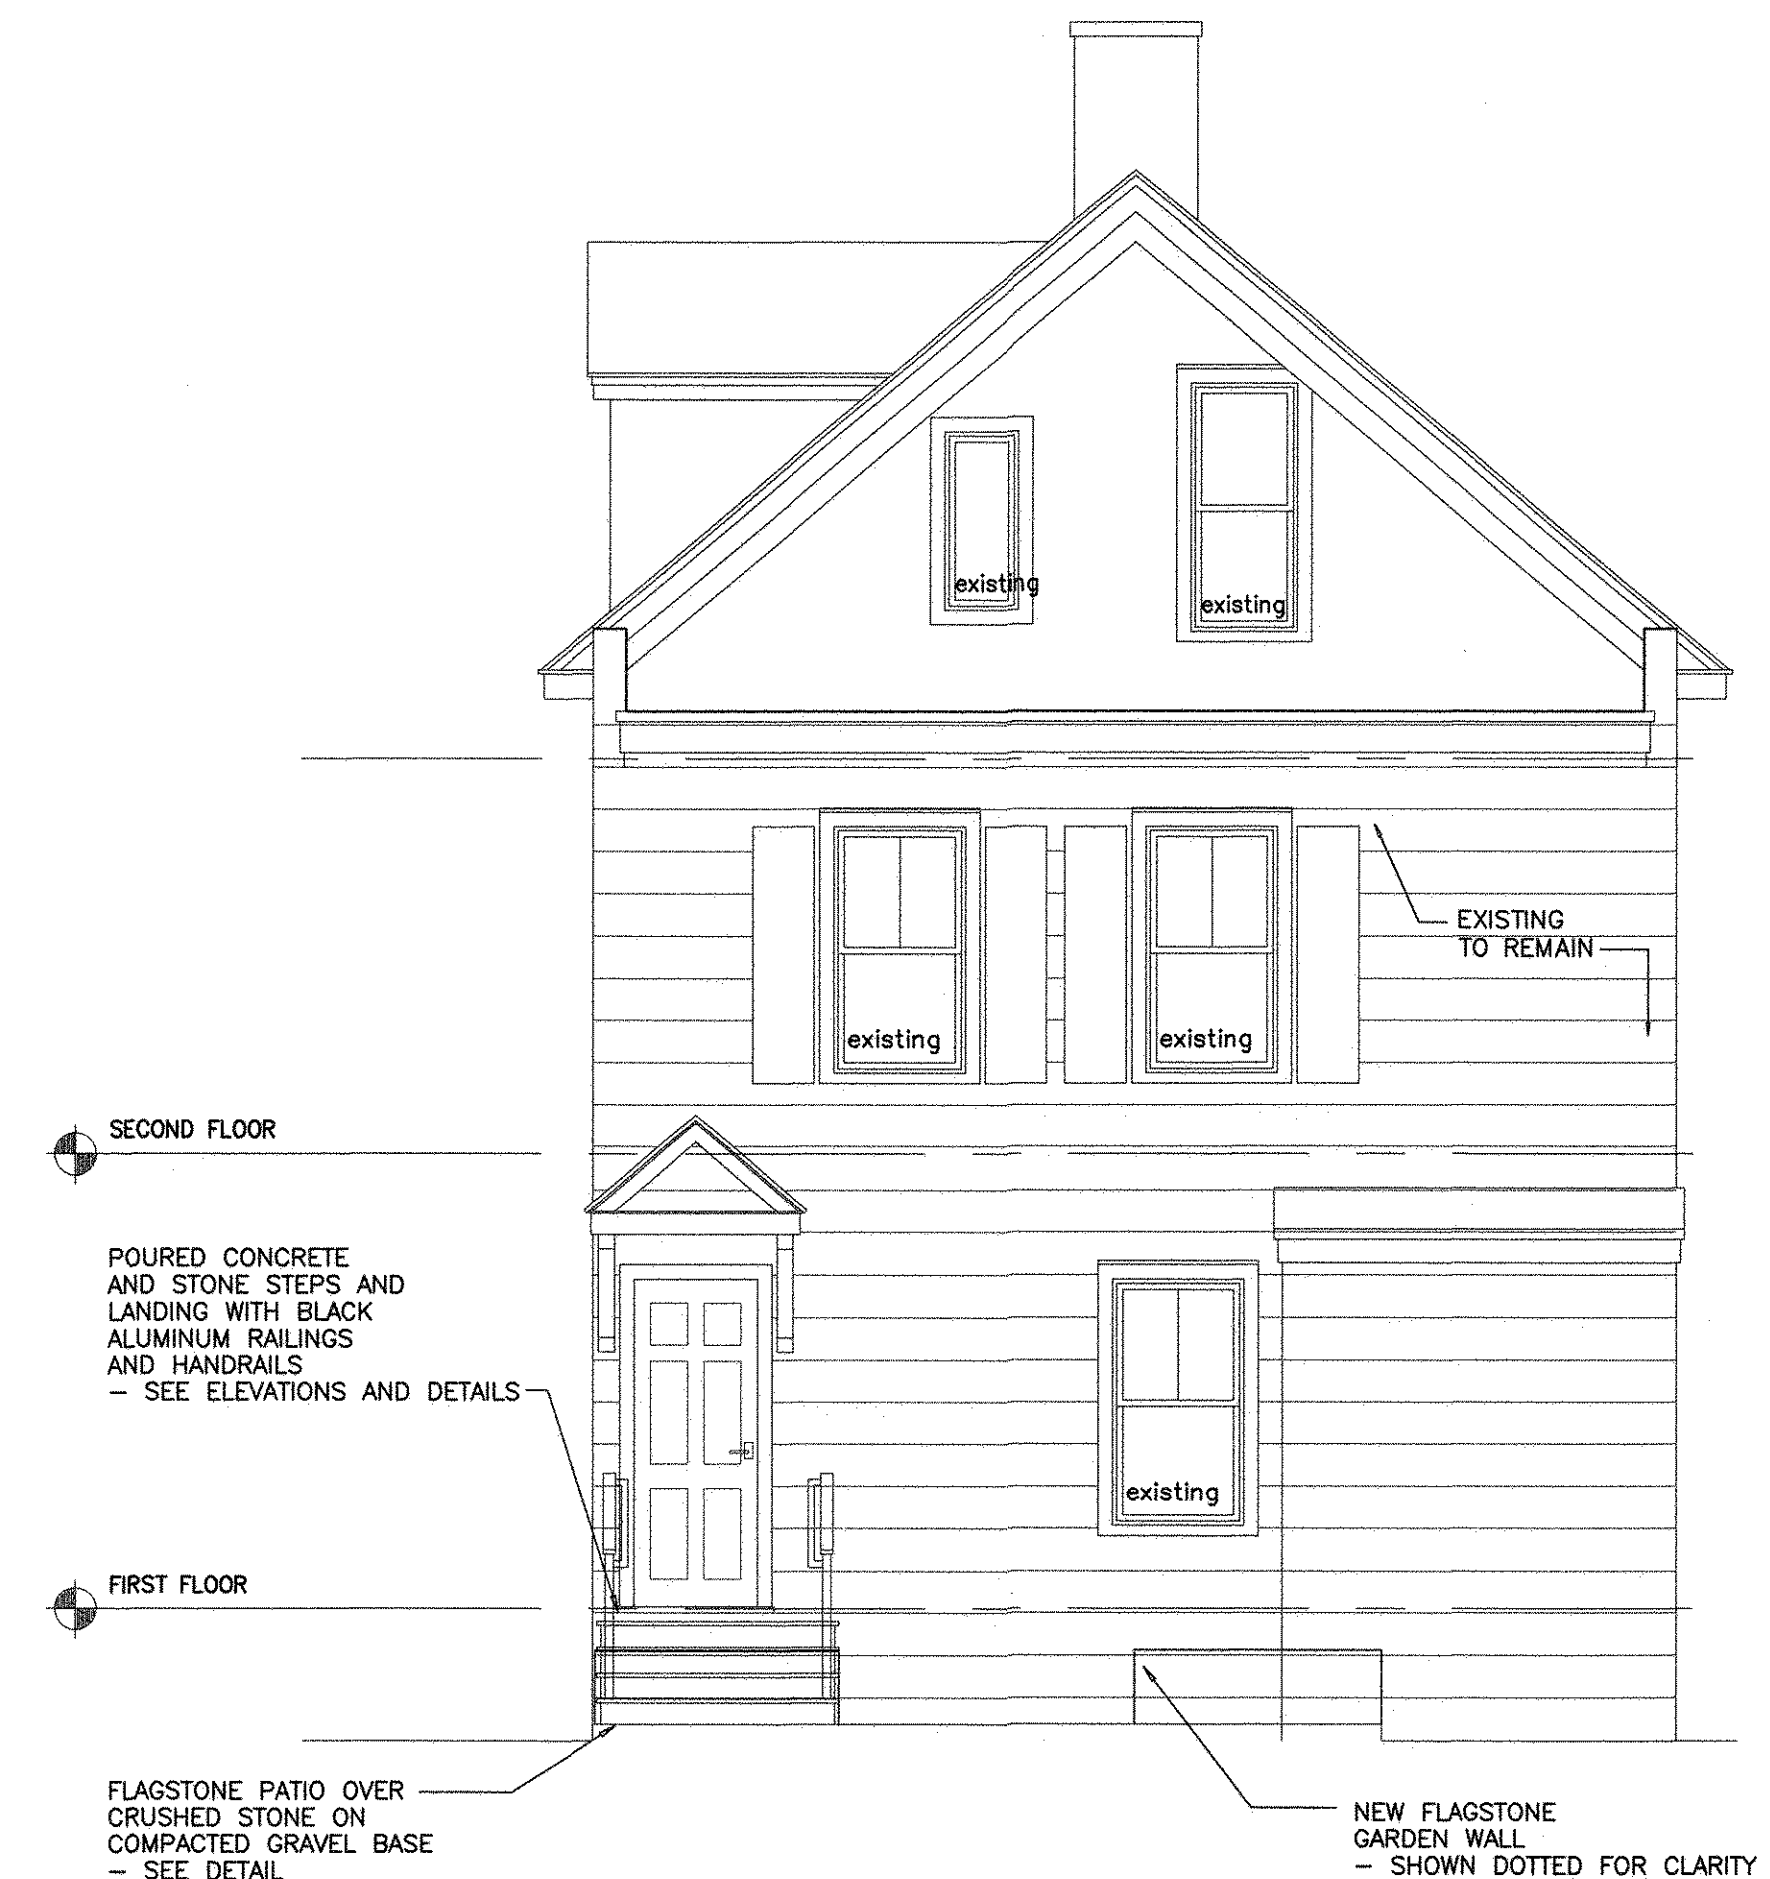 existing
existing
EXISTING
TO REMAIN
existing
existing
SECOND FLOOR
POURED CONCRETE
AND STONE STEPS AND
LANDING WITH BLACK
ALUMINUM RAILINGS
AND HANDRAILS
– SEE ELEVATIONS AND DETAILS
existing
FIRST FLOOR
FLAGSTONE PATIO OVER
CRUSHED STONE ON
COMPACTED GRAVEL BASE
– SEE DETAIL
NEW FLAGSTONE
GARDEN WALL
– SHOWN DOTTED FOR CLARITY